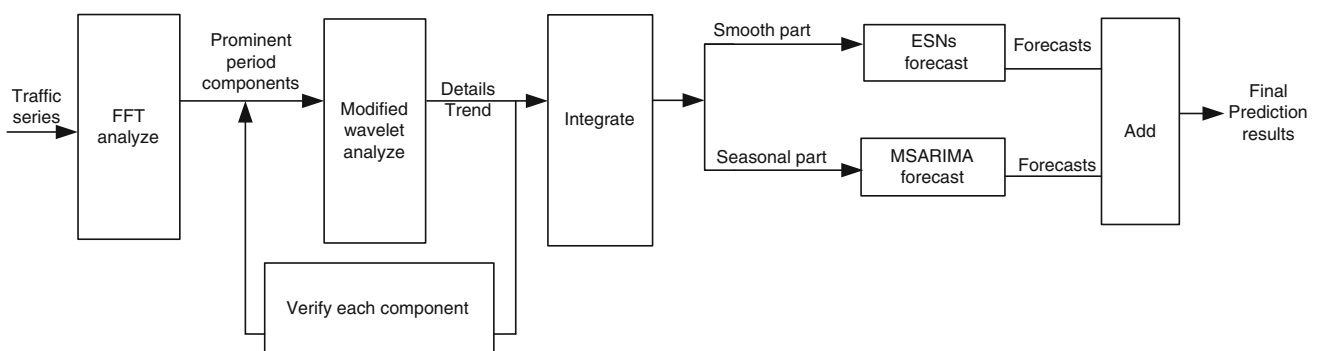 Traffic
series
FFT
analyze
Prominent
period
components
Modified
wavelet
analyze
Details
Trend
Verify each component
Integrate
Smooth part
Seasonal part
ESNs
forecast
MSARIMA
forecast
Forecasts
Forecasts
Add
Final
Prediction
results